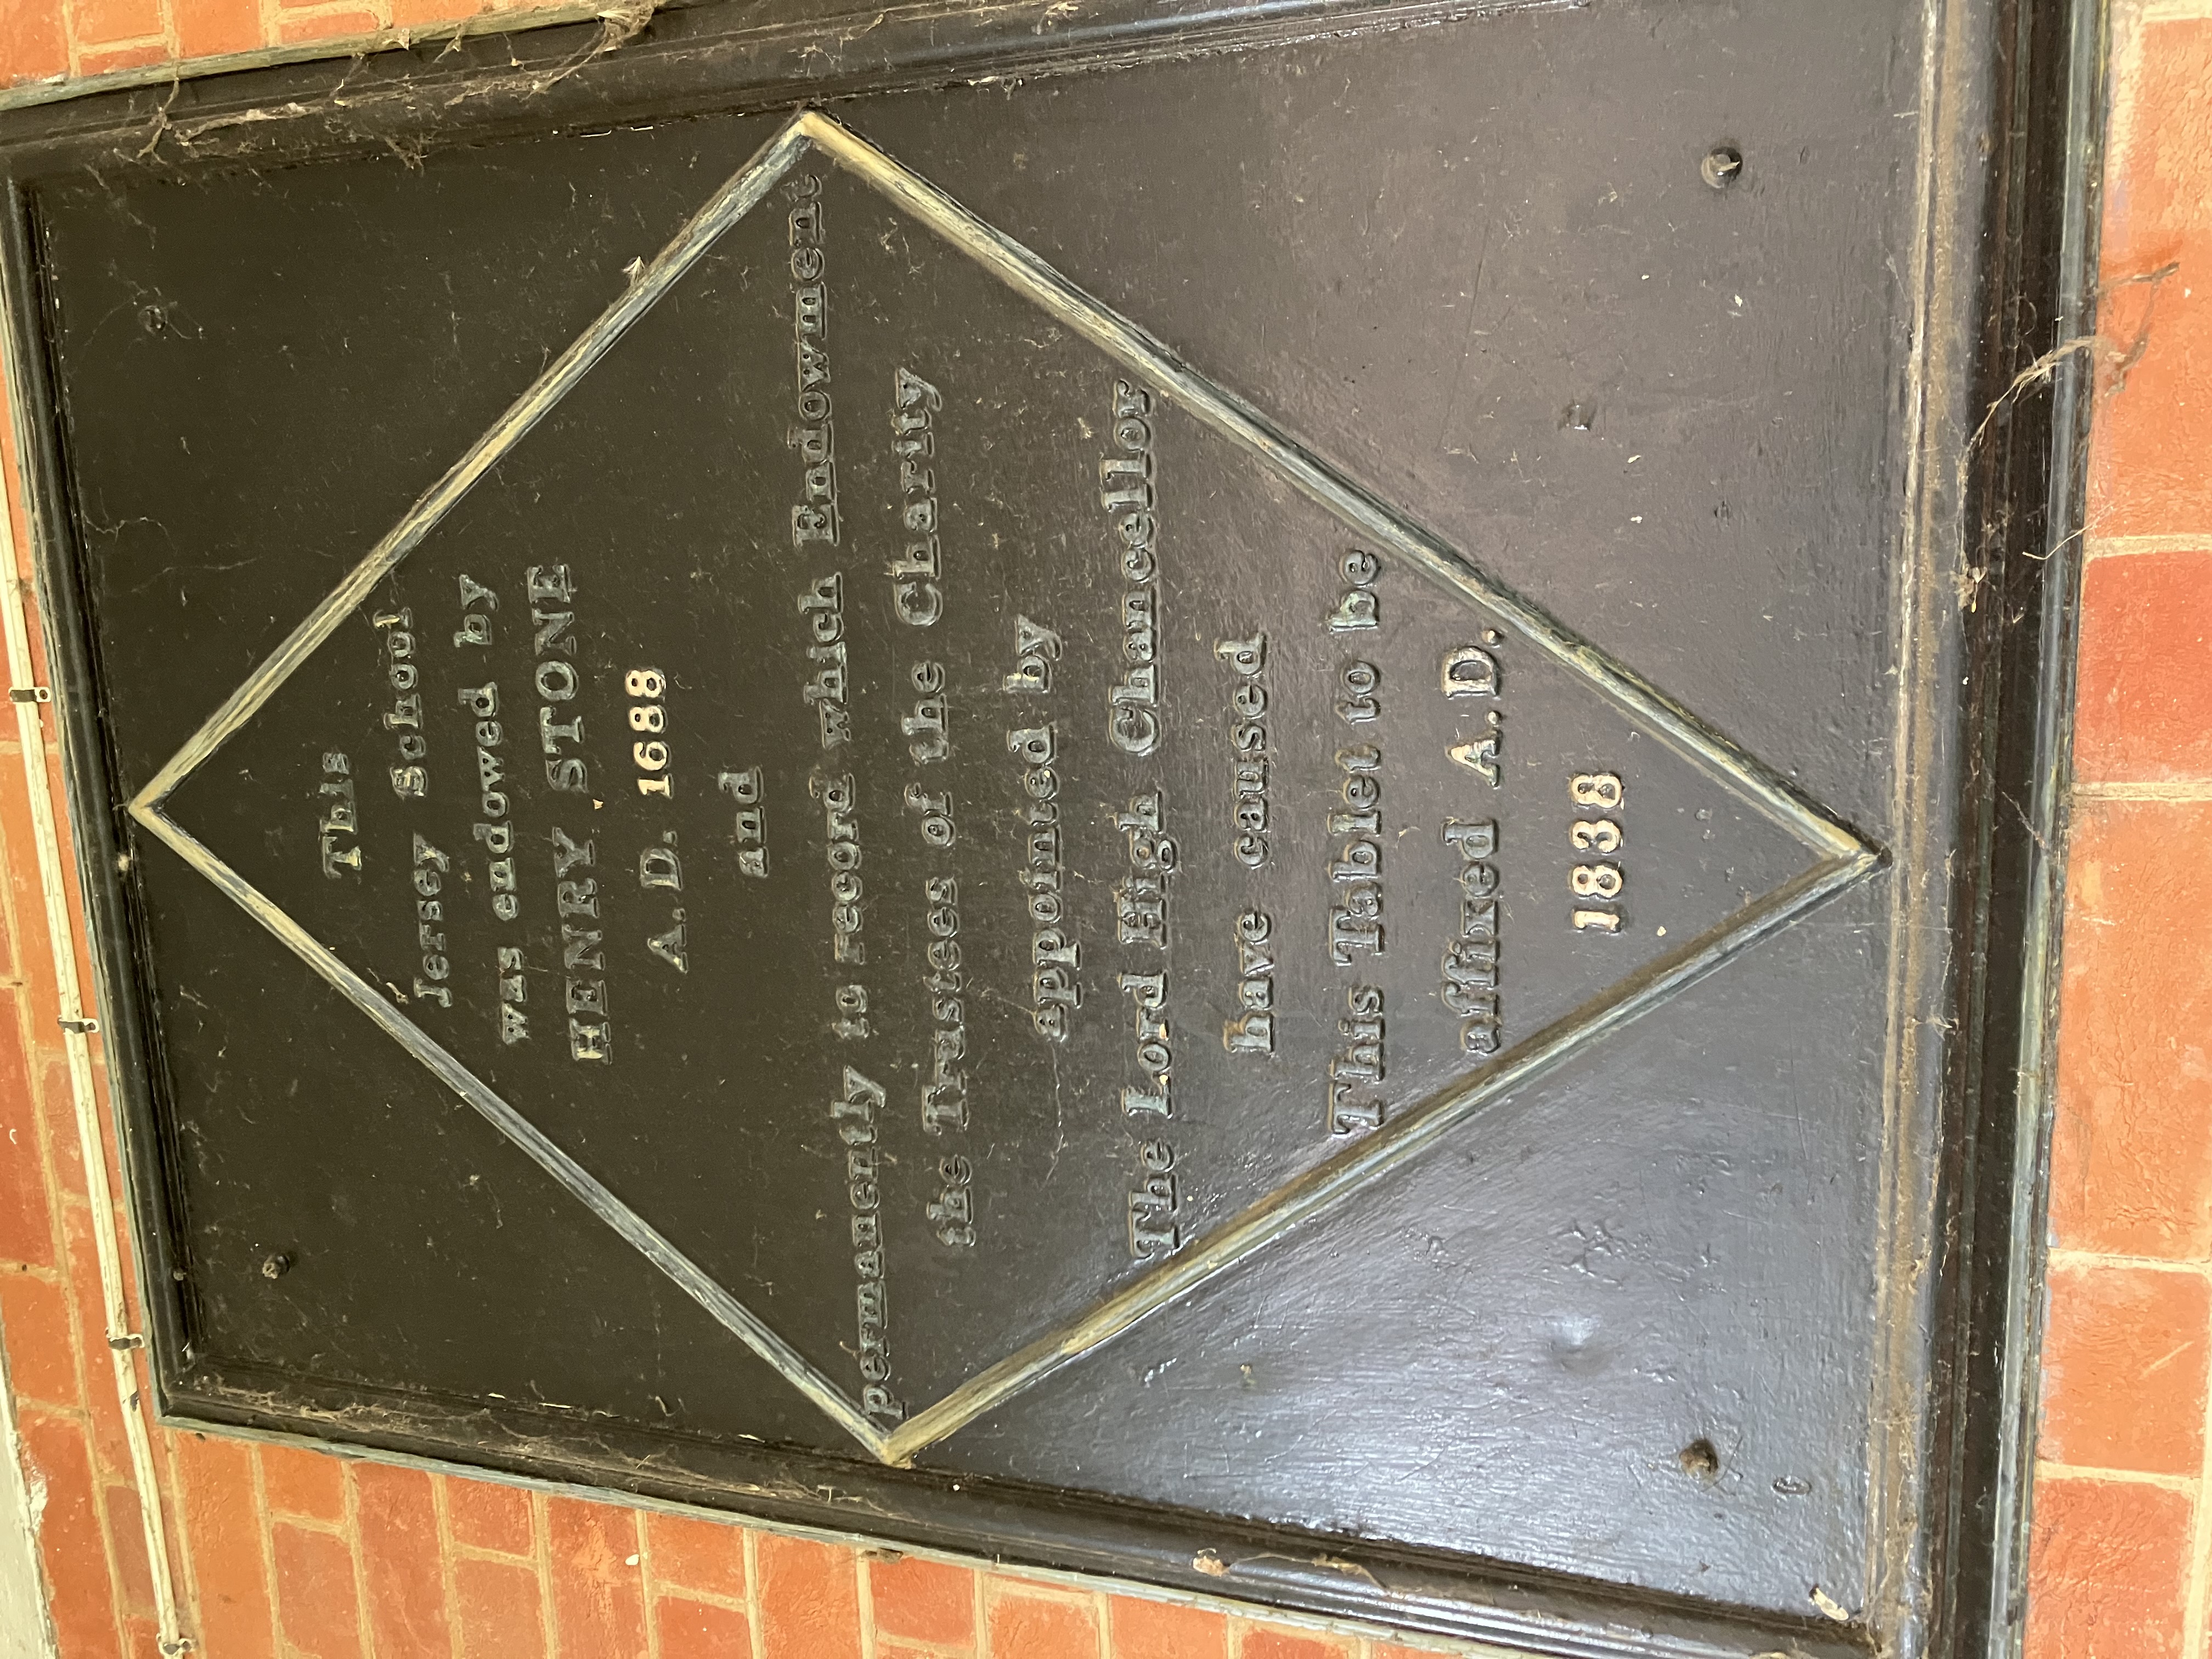 This
Jersey School
was endowed by
HENRY STONE
A.D. 1688
and
permanently to record which Endowment
the Trustees of the Charity
appointed by
The Lord High Chancellor
have caused
This Tablet to be
affixed A.D.
1838